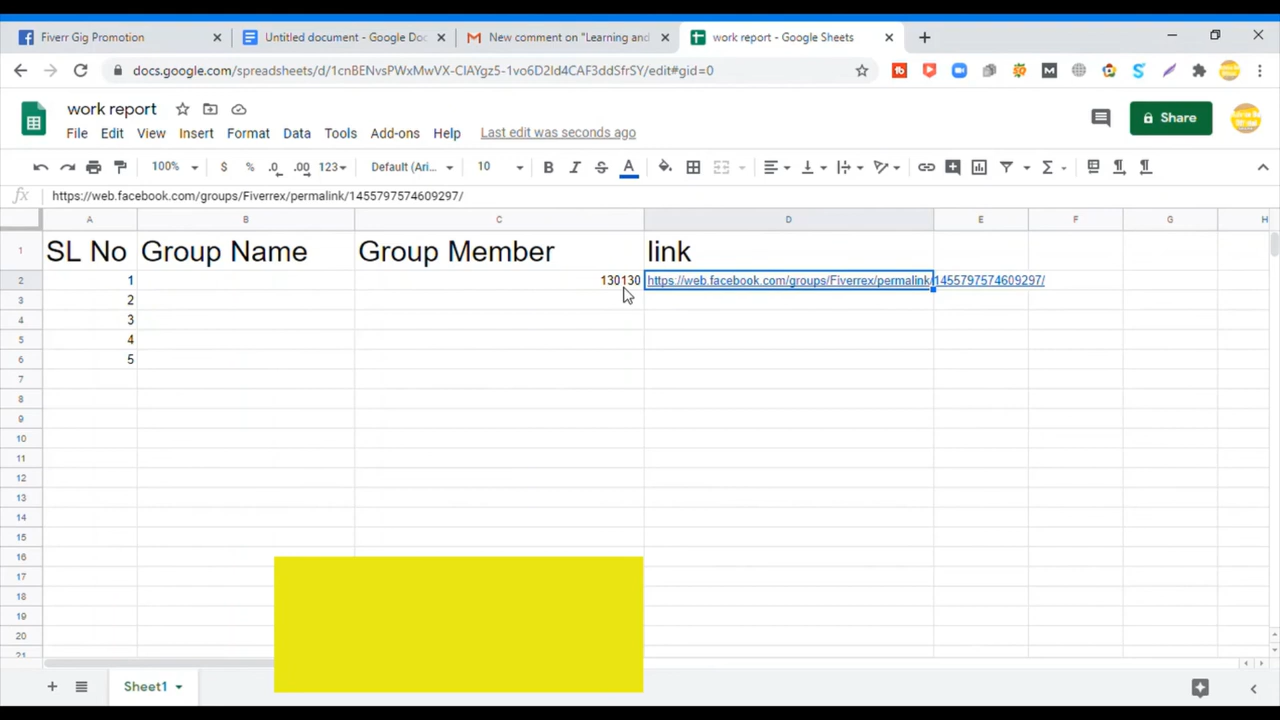 Fiverr Gig Promotion
Untitled document - Google Doc
New comment on "Learning and
work report - Google Sheets
docs.google.com/spreadsheets/d/1cnBENvsPWxMwVX-ClAYgz5-1vo6D2Id4CAF3ddSfrSY/edit#gid=0
work report
Share
File Edit View Insert Format Data Tools Add-ons Help Last edit was seconds ago
100% $ % .0 .00 123 Default (Ari... 10 B I S A
fx https://web.facebook.com/groups/Fiverrex/permalink/1455797574609297/
A B C D E F G H
1 SL No Group Name Group Member link
2 1 130130 https://web.facebook.com/groups/Fiverrex/permalink/1455797574609297/
3 2
4 3
5 4
6 5
7
8
9
10
11
12
13
14
15
16
17
18
19
20
21
Sheet1